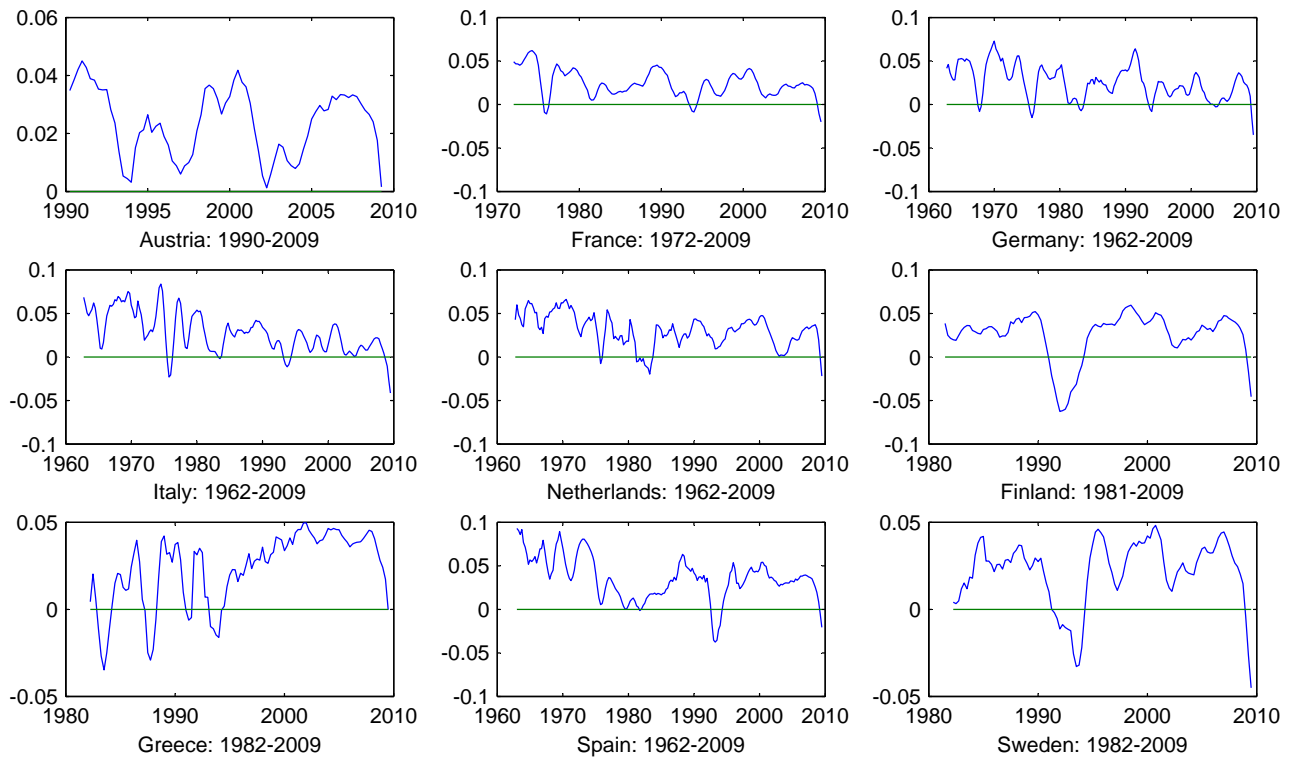 0.06
0.04
0.02
0
1990 1995 2000 2005 2010
Austria: 1990-2009
0.1
0.05
0
-0.05
-0.1
1970 1980 1990 2000 2010
France: 1972-2009
0.1
0.05
0
-0.05
-0.1
1960 1970 1980 1990 2000 2010
Germany: 1962-2009
0.1
0.05
0
-0.05
-0.1
1960 1970 1980 1990 2000 2010
Italy: 1962-2009
0.1
0.05
0
-0.05
-0.1
1960 1970 1980 1990 2000 2010
Netherlands: 1962-2009
0.1
0.05
0
-0.05
-0.1
1980 1990 2000 2010
Finland: 1981-2009
0.05
0
-0.05
1980 1990 2000 2010
Greece: 1982-2009
0.1
0.05
0
-0.05
-0.1
1960 1970 1980 1990 2000 2010
Spain: 1962-2009
0.05
0
-0.05
1980 1990 2000 2010
Sweden: 1982-2009